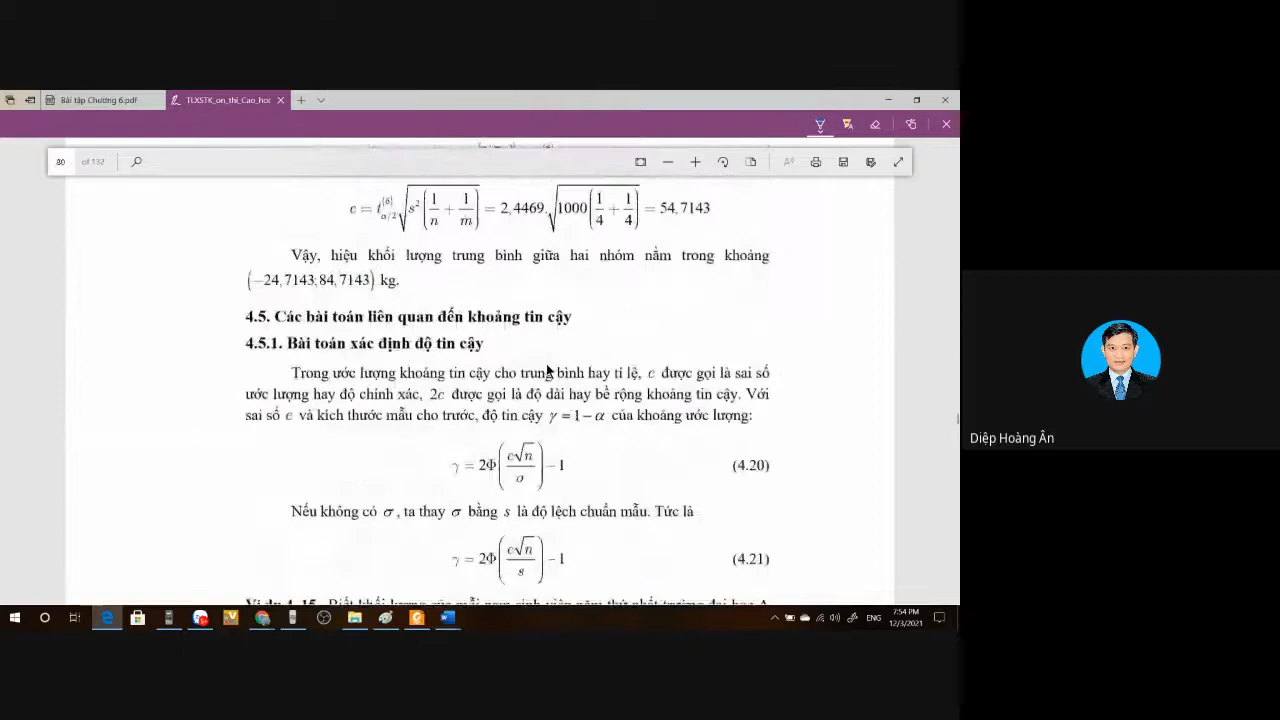 Bài tập Chương 6.pdf
TLXSTK_on_thi_Cao_họ
80 of 132
e = t_{α/2}^{(6)} √(s² (1/n + 1/m)) = 2,4469. √(1000 (1/4 + 1/4)) = 54,7143
Vậy, hiệu khối lượng trung bình giữa hai nhóm nằm trong khoảng
(−24,7143;84,7143) kg.
4.5. Các bài toán liên quan đến khoảng tin cậy
4.5.1. Bài toán xác định độ tin cậy
Trong ước lượng khoảng tin cậy cho trung bình hay tỉ lệ, e được gọi là sai số
ước lượng hay độ chính xác, 2e được gọi là độ dài hay bề rộng khoảng tin cậy. Với
sai số e và kích thước mẫu cho trước, độ tin cậy γ = 1 − α của khoảng ước lượng:
γ = 2Φ(e√n / σ) − 1 (4.20)
Nếu không có σ, ta thay σ bằng s là độ lệch chuẩn mẫu. Tức là
γ = 2Φ(e√n / s) − 1 (4.21)
Diệp Hoàng Ân
ENG
7:54 PM
12/3/2021